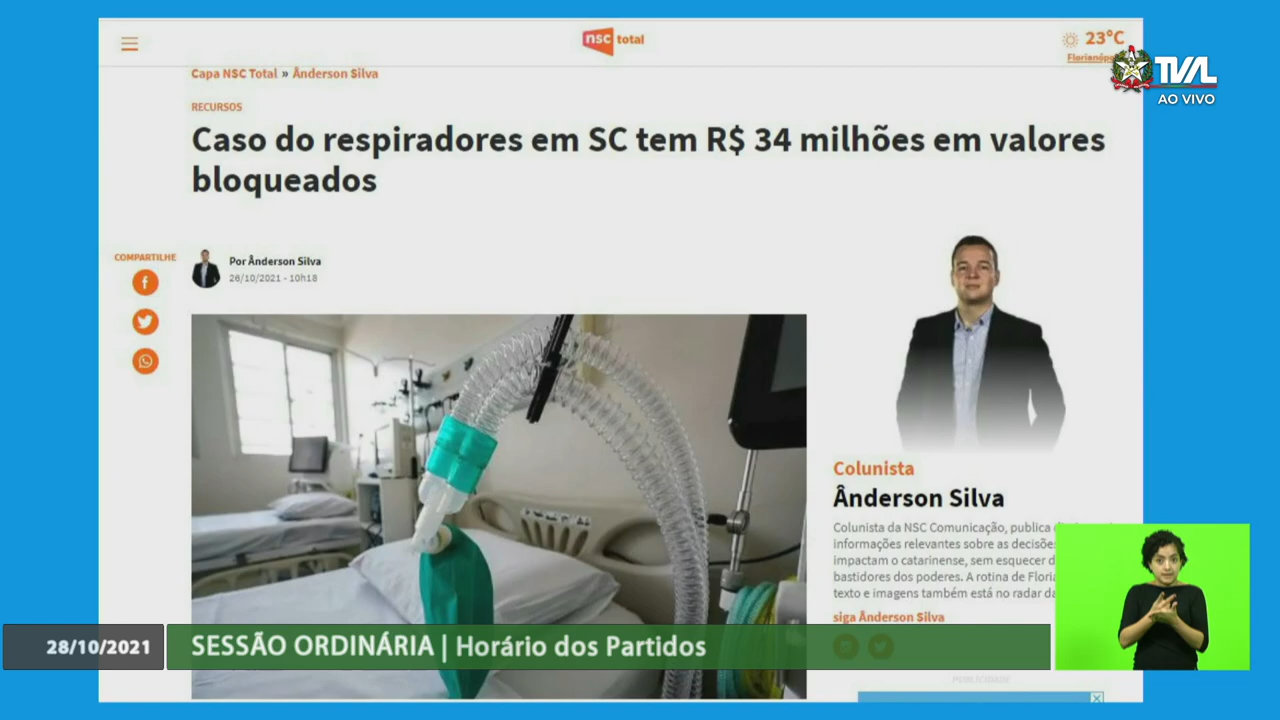 nsc total
23°C
TVAL
AO VIVO
Capa NSC Total » Ânderson Silva
RECURSOS
Caso do respiradores em SC tem R$ 34 milhões em valores
bloqueados
COMPARTILHE
Por Ânderson Silva
26/10/2021 - 10h18
Colunista
Ânderson Silva
Colunista da NSC Comunicação, publica
informações relevantes sobre as decisões
impactam o catarinense, sem esquecer
bastidores dos poderes. A rotina de
texto e imagens também está no radar
siga Ânderson Silva
28/10/2021
SESSÃO ORDINÁRIA | Horário dos Partidos
PUBLICIDADE